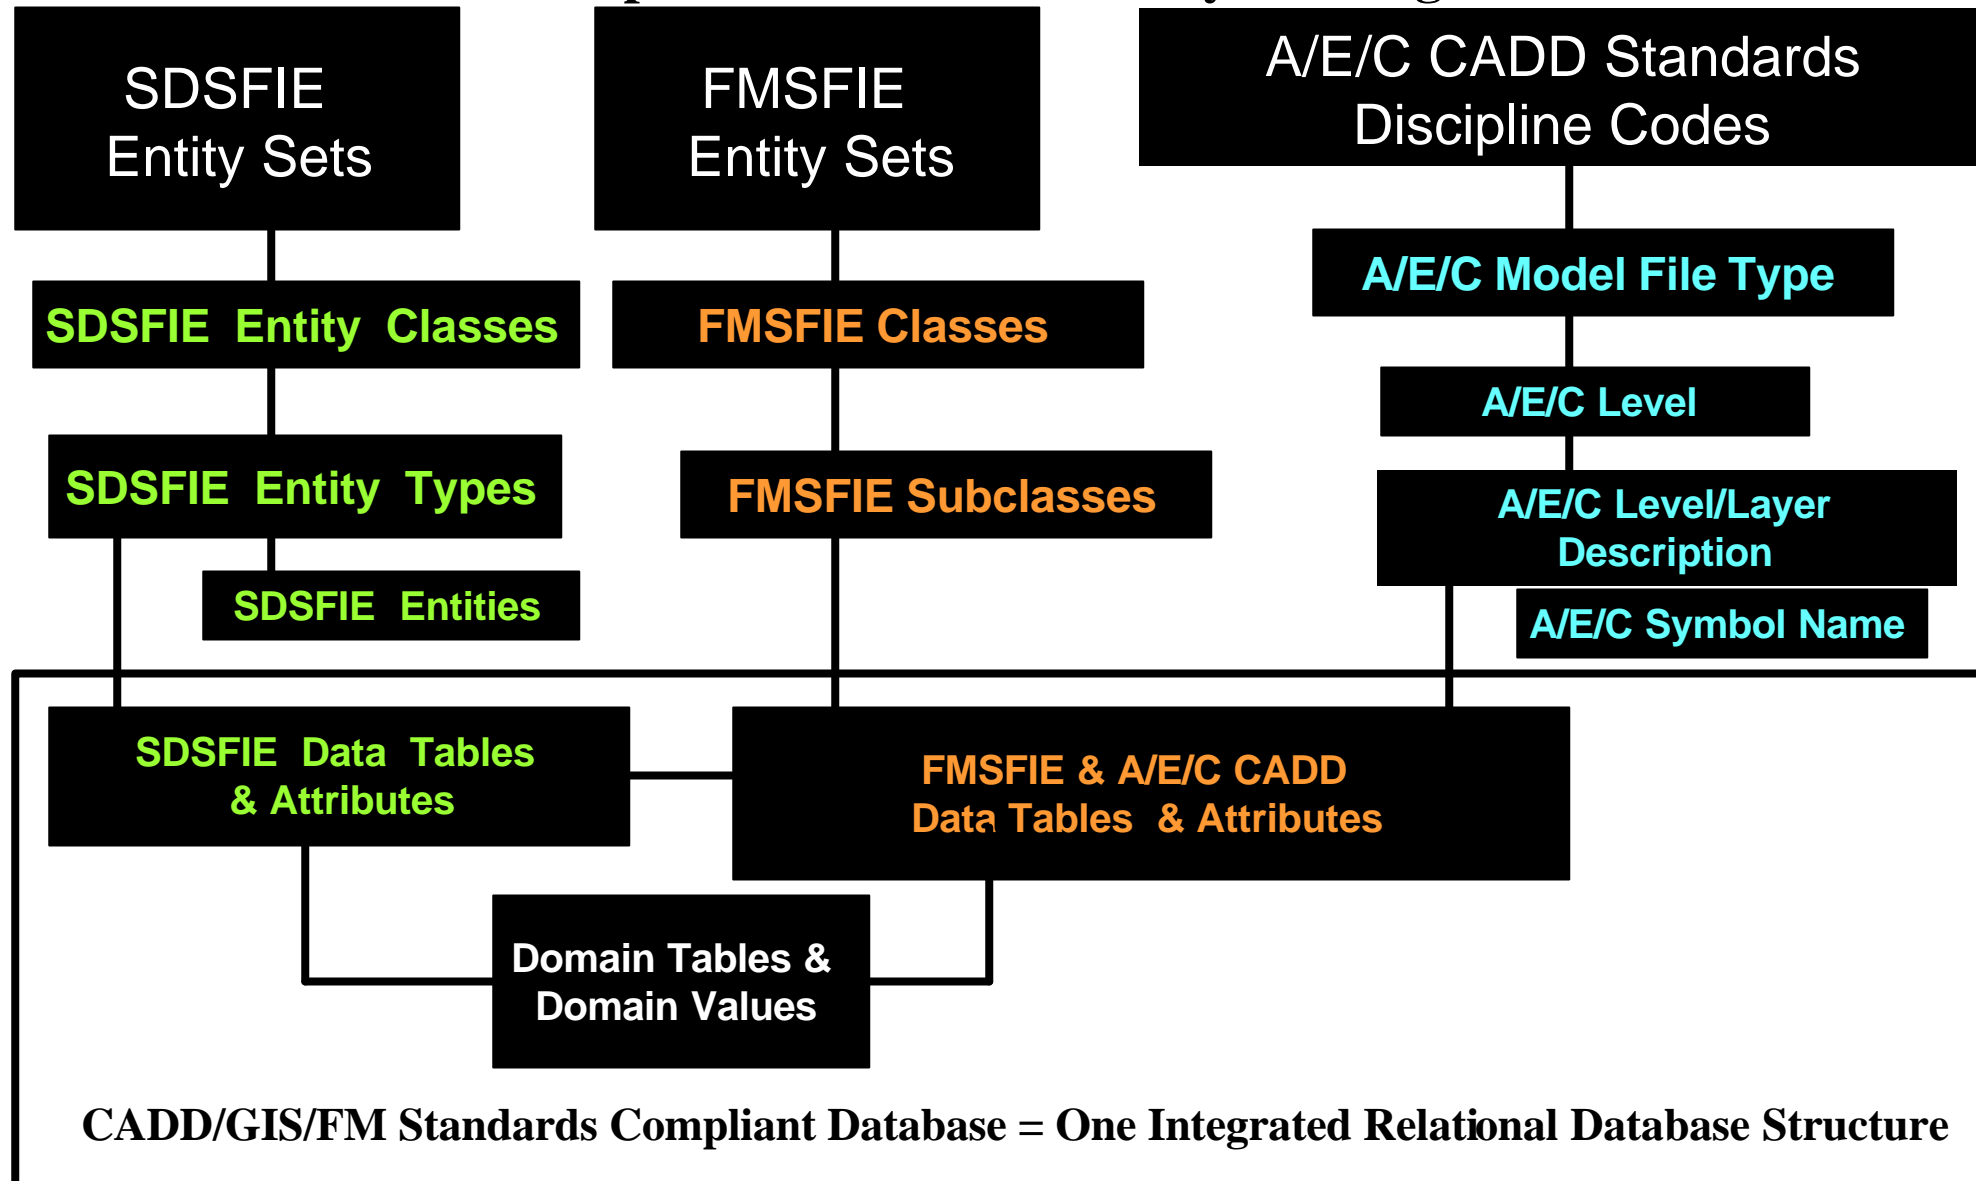 SDSFIE
Entity Sets
FMSFIE
Entity Sets
A/E/C CADD Standards
Discipline Codes
A/E/C Model File Type
SDSFIE Entity Classes
FMSFIE Classes
A/E/C Level
SDSFIE Entity Types
FMSFIE Subclasses
A/E/C Level/Layer
Description
SDSFIE Entities
A/E/C Symbol Name
SDSFIE Data Tables
& Attributes
FMSFIE & A/E/C CADD
Data Tables & Attributes
Domain Tables &
Domain Values
CADD/GIS/FM Standards Compliant Database = One Integrated Relational Database Structure